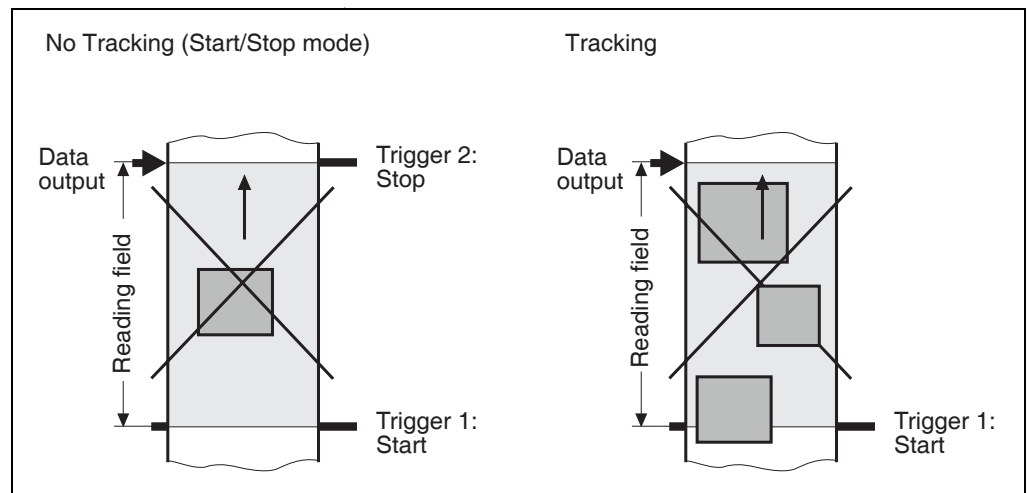 No Tracking (Start/Stop mode)
Data
output
Trigger 2:
Stop
Reading field
Trigger 1:
Start
Tracking
Data
output
Reading field
Trigger 1:
Start